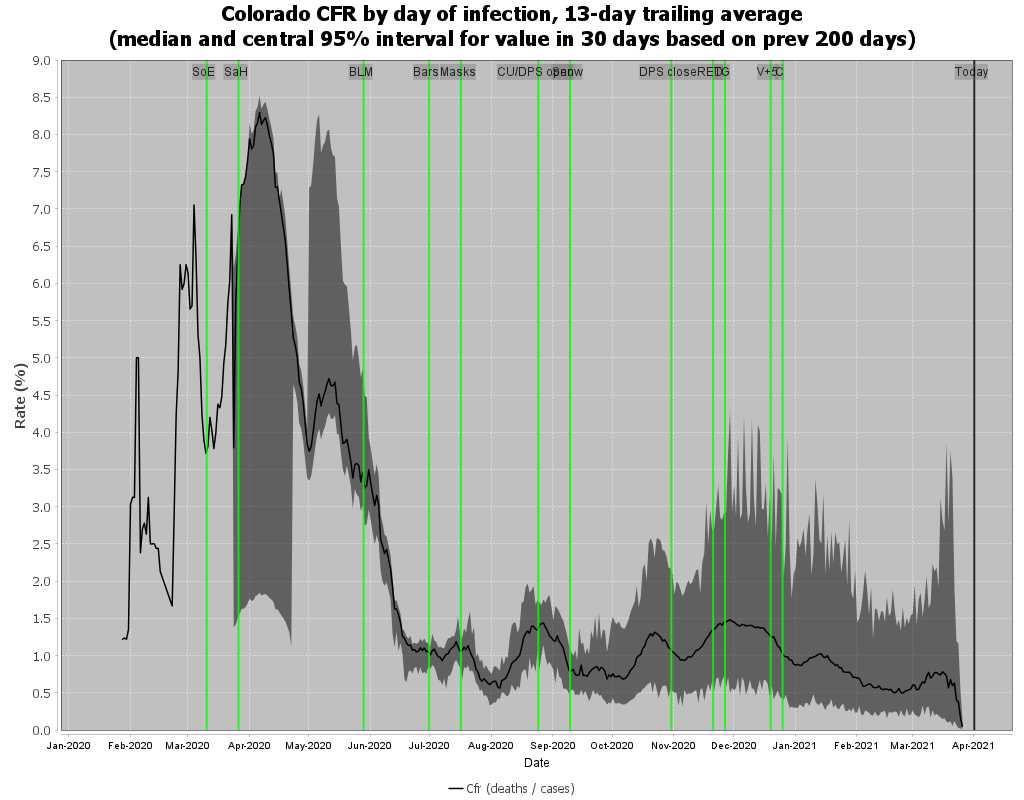 Colorado CFR by day of infection, 13-day trailing average
(median and central 95% interval for value in 30 days based on prev 200 days)
SoE SaH BLM Bars Masks CU/DPS open DPS close RED V+5 Today
9.0
8.5
8.0
7.5
7.0
6.5
6.0
5.5
5.0
4.5
4.0
3.5
3.0
2.5
2.0
1.5
1.0
0.5
0.0
Rate (%)
Jan-2020 Feb-2020 Mar-2020 Apr-2020 May-2020 Jun-2020 Jul-2020 Aug-2020 Sep-2020 Oct-2020 Nov-2020 Dec-2020 Jan-2021 Feb-2021 Mar-2021 Apr-2021
Date
Cfr (deaths / cases)